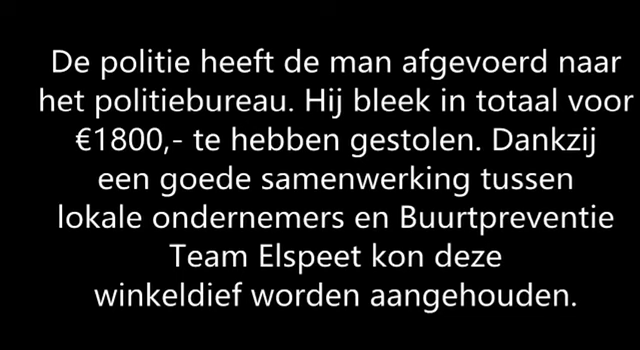 De politie heeft de man afgevoerd naar
het politiebureau. Hij bleek in totaal voor
€1800,- te hebben gestolen. Dankzij
een goede samenwerking tussen
lokale ondernemers en Buurtpreventie
Team Elspeet kon deze
winkeldief worden aangehouden.